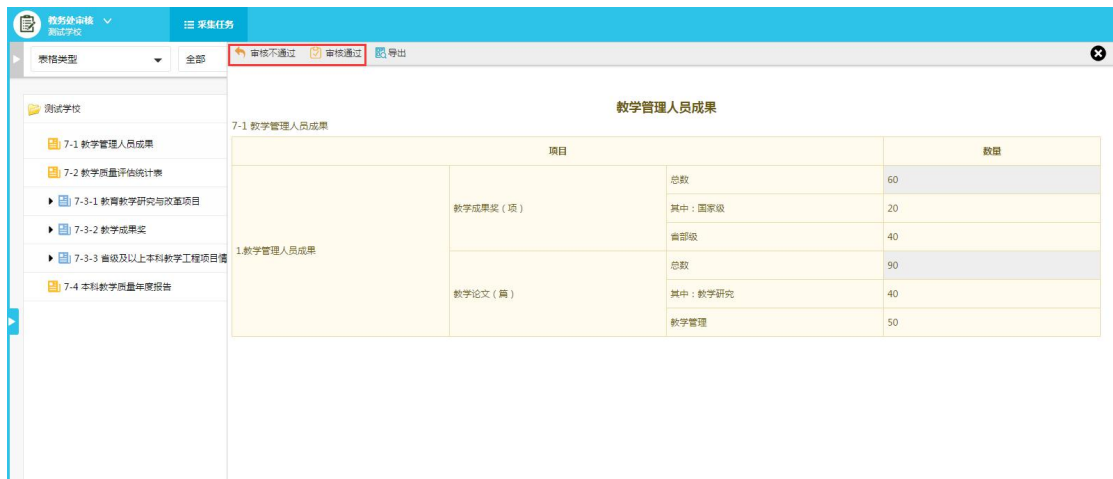 教务处审核
测试学校
采集任务
表格类型
全部
审核不通过 审核通过 导出
测试学校
7-1 教学管理人员成果
7-2 教学质量评估统计表
7-3-1 教育教学研究与改革项目
7-3-2 教学成果奖
7-3-3 省级及以上本科教学工程项目情
7-4 本科教学质量年度报告
教学管理人员成果
7-1 教学管理人员成果
项目 数量
1.教学管理人员成果
教学成果奖（项）
总数 60
其中：国家级 20
省部级 40
教学论文（篇）
总数 90
其中：教学研究 40
教学管理 50